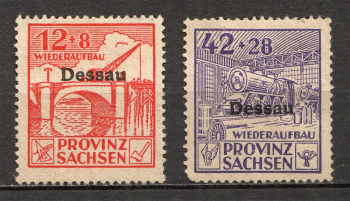 12+8
WIEDERAUFBAU
Dessau
PROVINZ
SACHSEN
42+28
Dessau
WIEDERAUFBAU
PROVINZ
SACHSEN